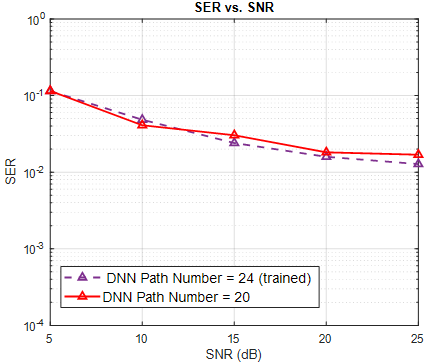 SER vs. SNR
10^0
10^-1
10^-2
10^-3
10^-4
SER
DNN Path Number = 24 (trained)
DNN Path Number = 20
5 10 15 20 25
SNR (dB)